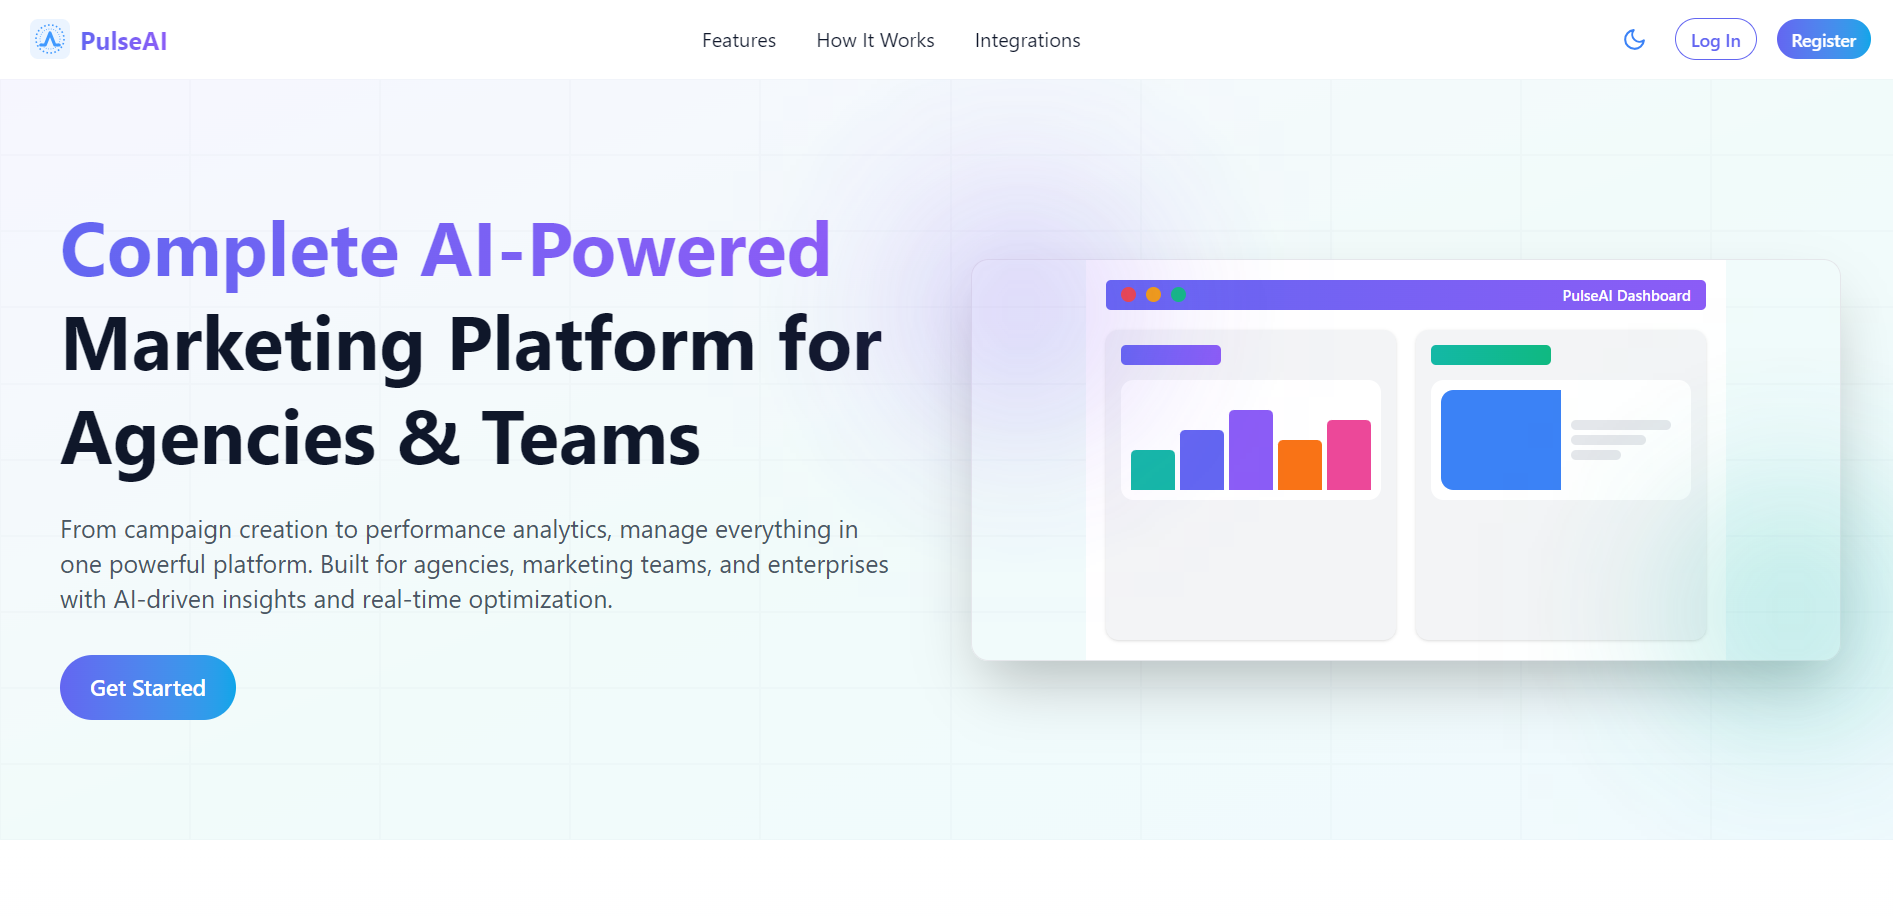 PulseAI
Features
How It Works
Integrations
Log In
Register
Complete AI-Powered
Marketing Platform for
Agencies & Teams
From campaign creation to performance analytics, manage everything in
one powerful platform. Built for agencies, marketing teams, and enterprises
with AI-driven insights and real-time optimization.
Get Started
PulseAI Dashboard